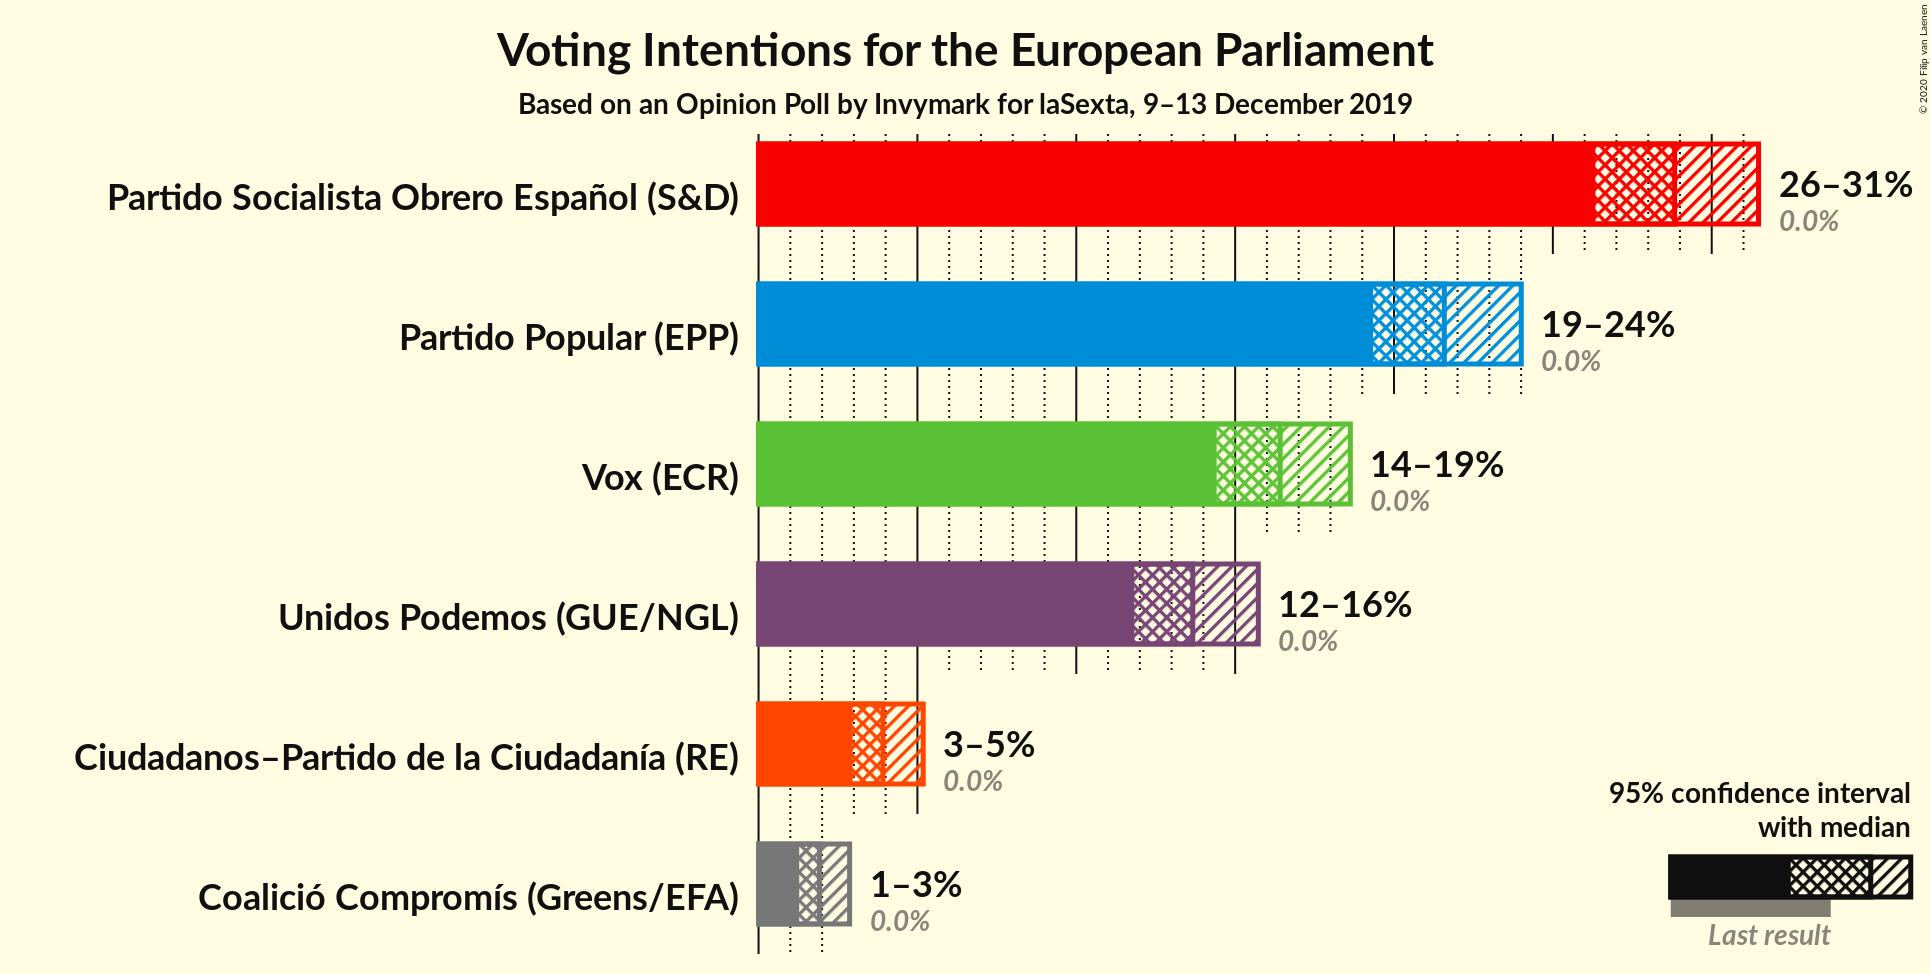 Voting Intentions for the European Parliament
Based on an Opinion Poll by Invymark for laSexta, 9–13 December 2019
© 2020 Filip van Laenen
Partido Socialista Obrero Español (S&D)
26–31%
0.0%
Partido Popular (EPP)
19–24%
0.0%
Vox (ECR)
14–19%
0.0%
Unidos Podemos (GUE/NGL)
12–16%
0.0%
Ciudadanos–Partido de la Ciudadanía (RE)
3–5%
0.0%
Coalició Compromís (Greens/EFA)
1–3%
0.0%
95% confidence interval
with median
Last result